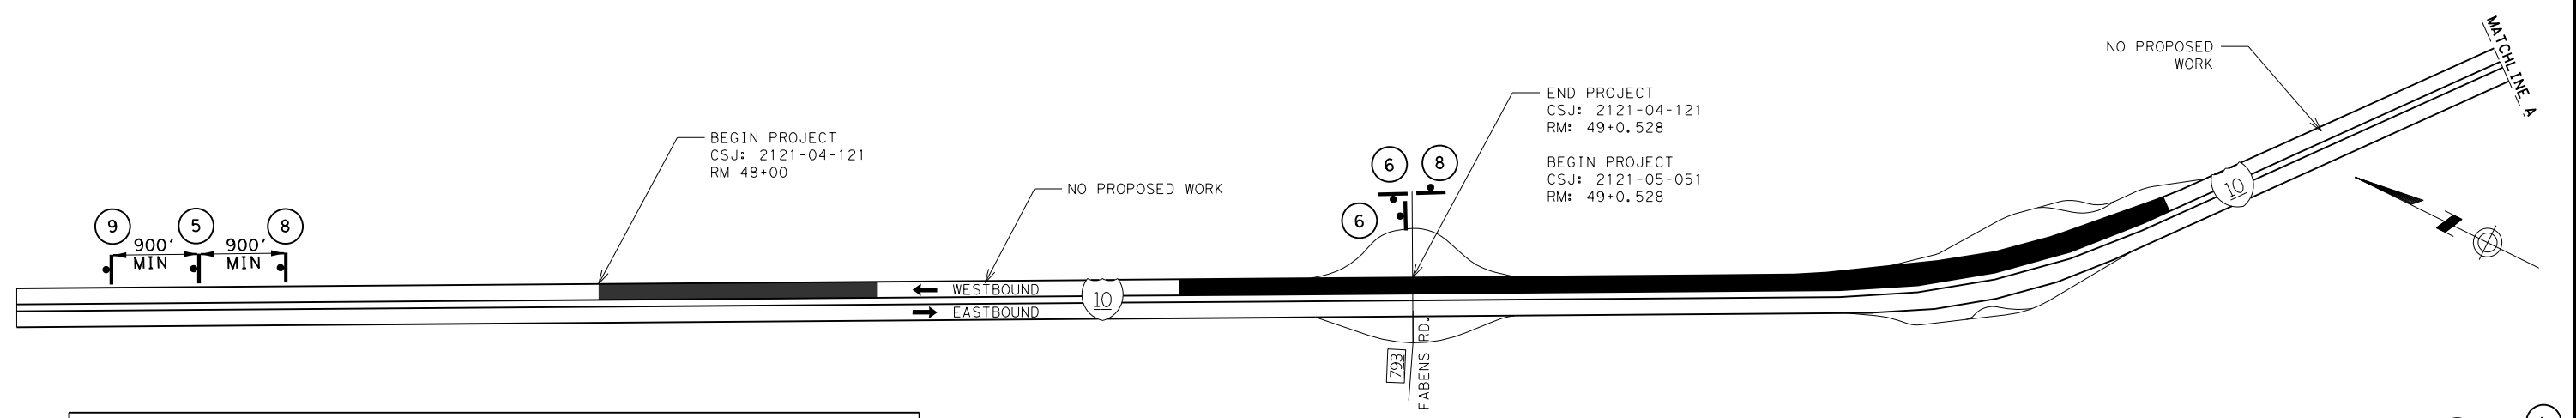 MATCHLINE A
NO PROPOSED
WORK
END PROJECT
CSJ: 2121-04-121
RM: 49+0.528
BEGIN PROJECT
CSJ: 2121-04-121
RM 48+00
BEGIN PROJECT
CSJ: 2121-05-051
RM: 49+0.528
6
8
NO PROPOSED WORK
6
9
5
8
900' MIN
900' MIN
10
N
WESTBOUND
EASTBOUND
10
793
FABENS RD.